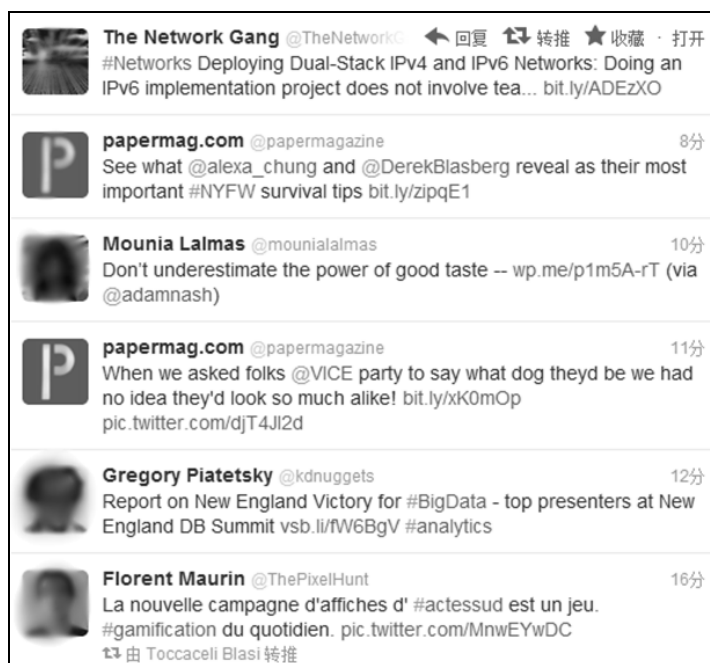 The Network Gang @TheNetworkG 回复 转推 收藏 · 打开
#Networks Deploying Dual-Stack IPv4 and IPv6 Networks: Doing an
IPv6 implementation project does not involve tea... bit.ly/ADEzXO
papermag.com @papermagazine 8分
See what @alexa_chung and @DerekBlasberg reveal as their most
important #NYFW survival tips bit.ly/zipqE1
Mounia Lalmas @mounialalmas 10分
Don't underestimate the power of good taste -- wp.me/p1m5A-rT (via
@adamnash)
papermag.com @papermagazine 11分
When we asked folks @VICE party to say what dog theyd be we had
no idea they'd look so much alike! bit.ly/xK0mOp
pic.twitter.com/djT4Jl2d
Gregory Piatetsky @kdnuggets 12分
Report on New England Victory for #BigData - top presenters at New
England DB Summit vsb.li/fW6BgV #analytics
Florent Maurin @ThePixelHunt 16分
La nouvelle campagne d'affiches d' #actessud est un jeu.
#gamification du quotidien. pic.twitter.com/MnwEYwDC
由 Toccaceli Blasi 转推